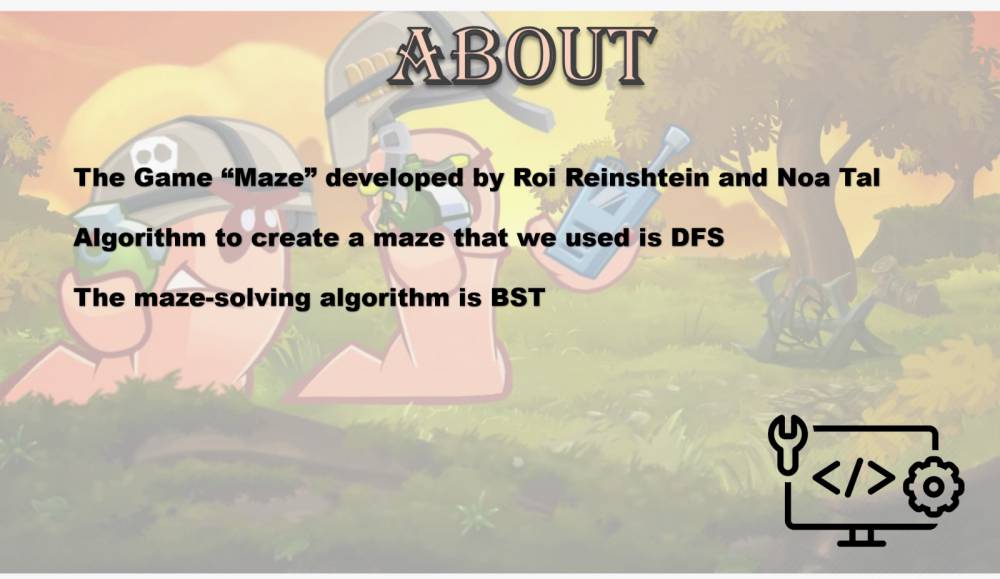 ABOUT
The Game “Maze” developed by Roi Reinshtein and Noa Tal
Algorithm to create a maze that we used is DFS
The maze-solving algorithm is BST
</>